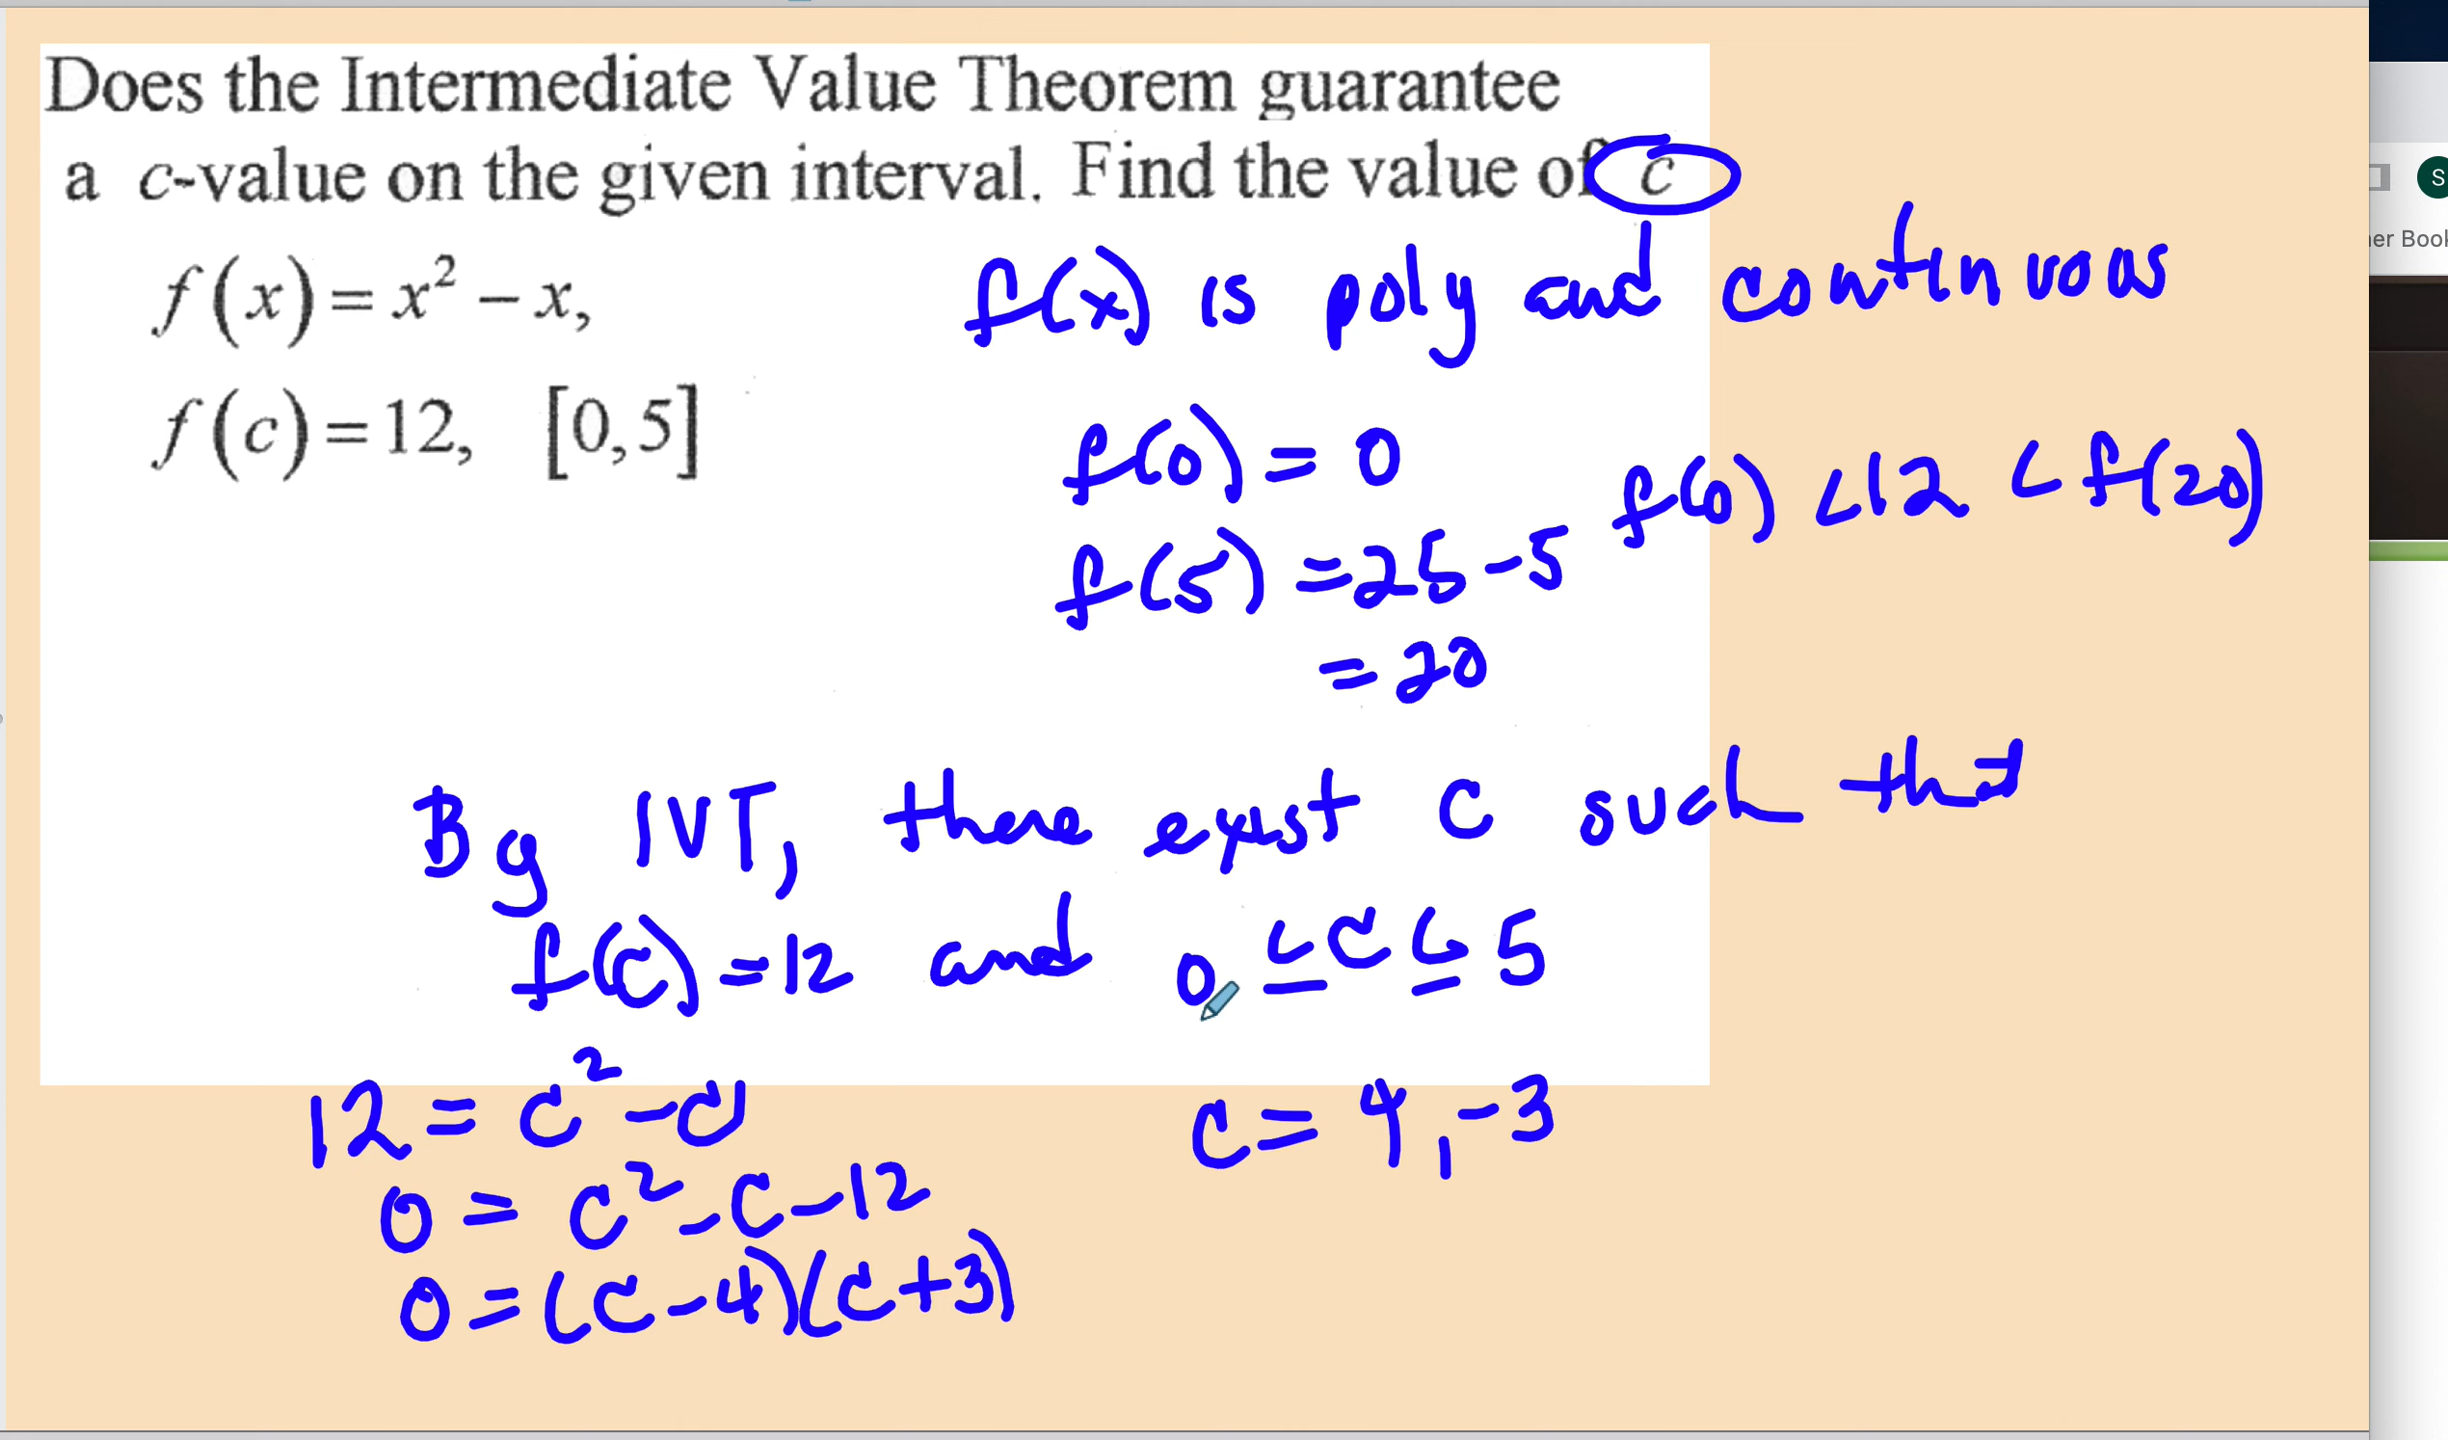 Does the Intermediate Value Theorem guarantee
a c-value on the given interval. Find the value of c
f(x) = x² − x,
f(x) is poly and continuous
f(c) = 12, [0,5]
f(0) = 0
f(0) < 12 < f(20)
f(5) = 25 - 5
= 20
By IVT, there exist c such that
f(c) = 12 and 0 ≤ c ≤ 5
12 = c² - c
c = 4, -3
0 = c² - c - 12
0 = (c - 4)(c + 3)
S
er Book